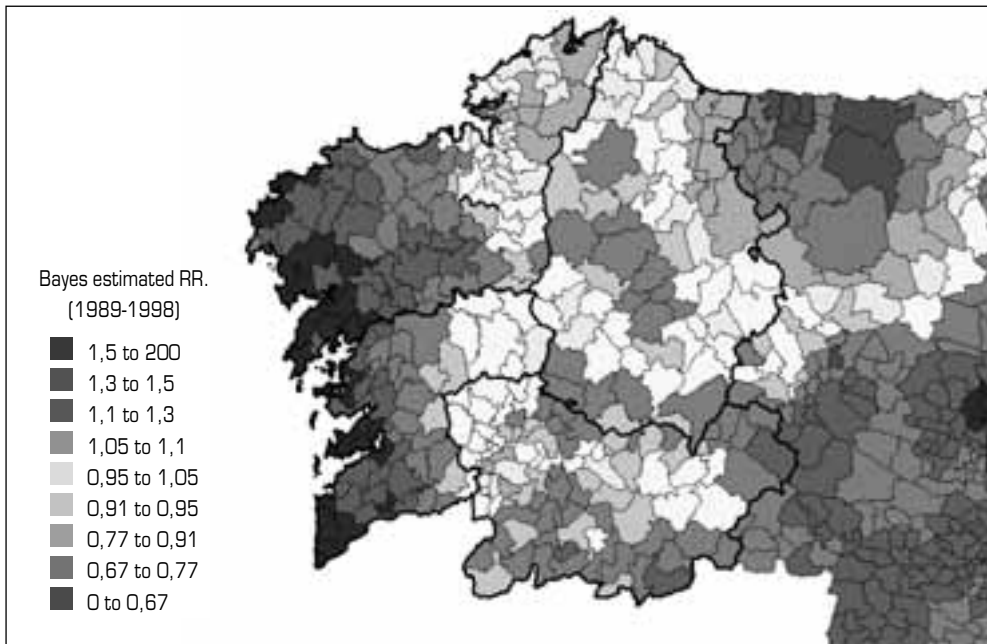 Bayes estimated RR.
(1989-1998)
1,5 to 200
1,3 to 1,5
1,1 to 1,3
1,05 to 1,1
0,95 to 1,05
0,91 to 0,95
0,77 to 0,91
0,67 to 0,77
0 to 0,67